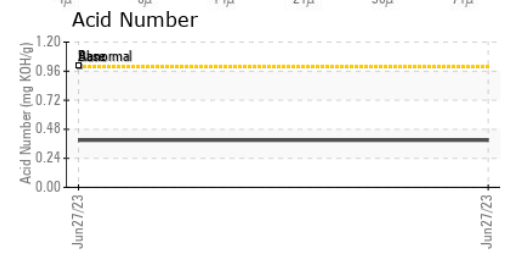 Acid Number
Acid Number (mg KOH/g)
1.20
0.96
0.72
0.48
0.24
0.00
Abnormal
Jun27/23
Jun27/23